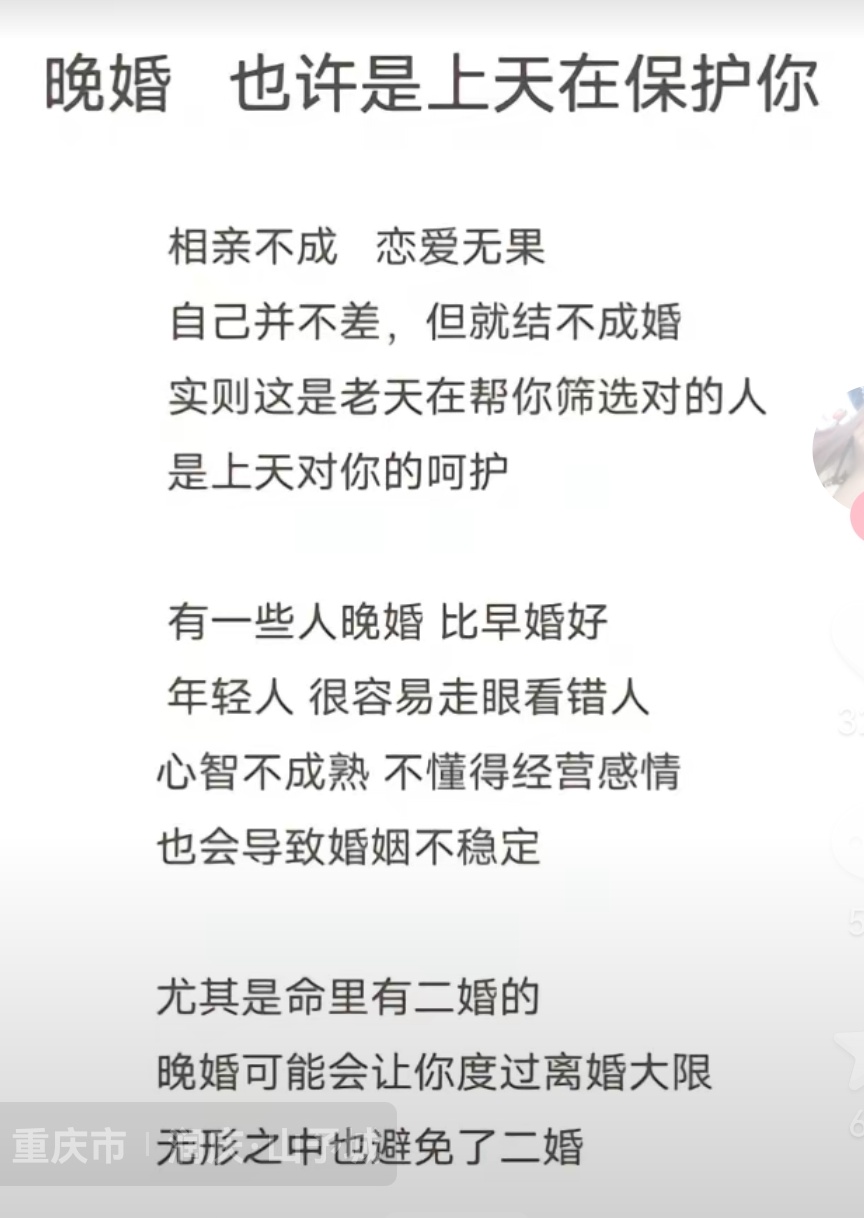 晚婚 也许是上天在保护你
相亲不成 恋爱无果
自己并不差，但就结不成婚
实则这是老天在帮你筛选对的人
是上天对你的呵护
有一些人晚婚 比早婚好
年轻人 很容易走眼看错人
心智不成熟 不懂得经营感情
也会导致婚姻不稳定
尤其是命里有二婚的
晚婚可能会让你度过离婚大限
无形之中也避免了二婚
重庆市